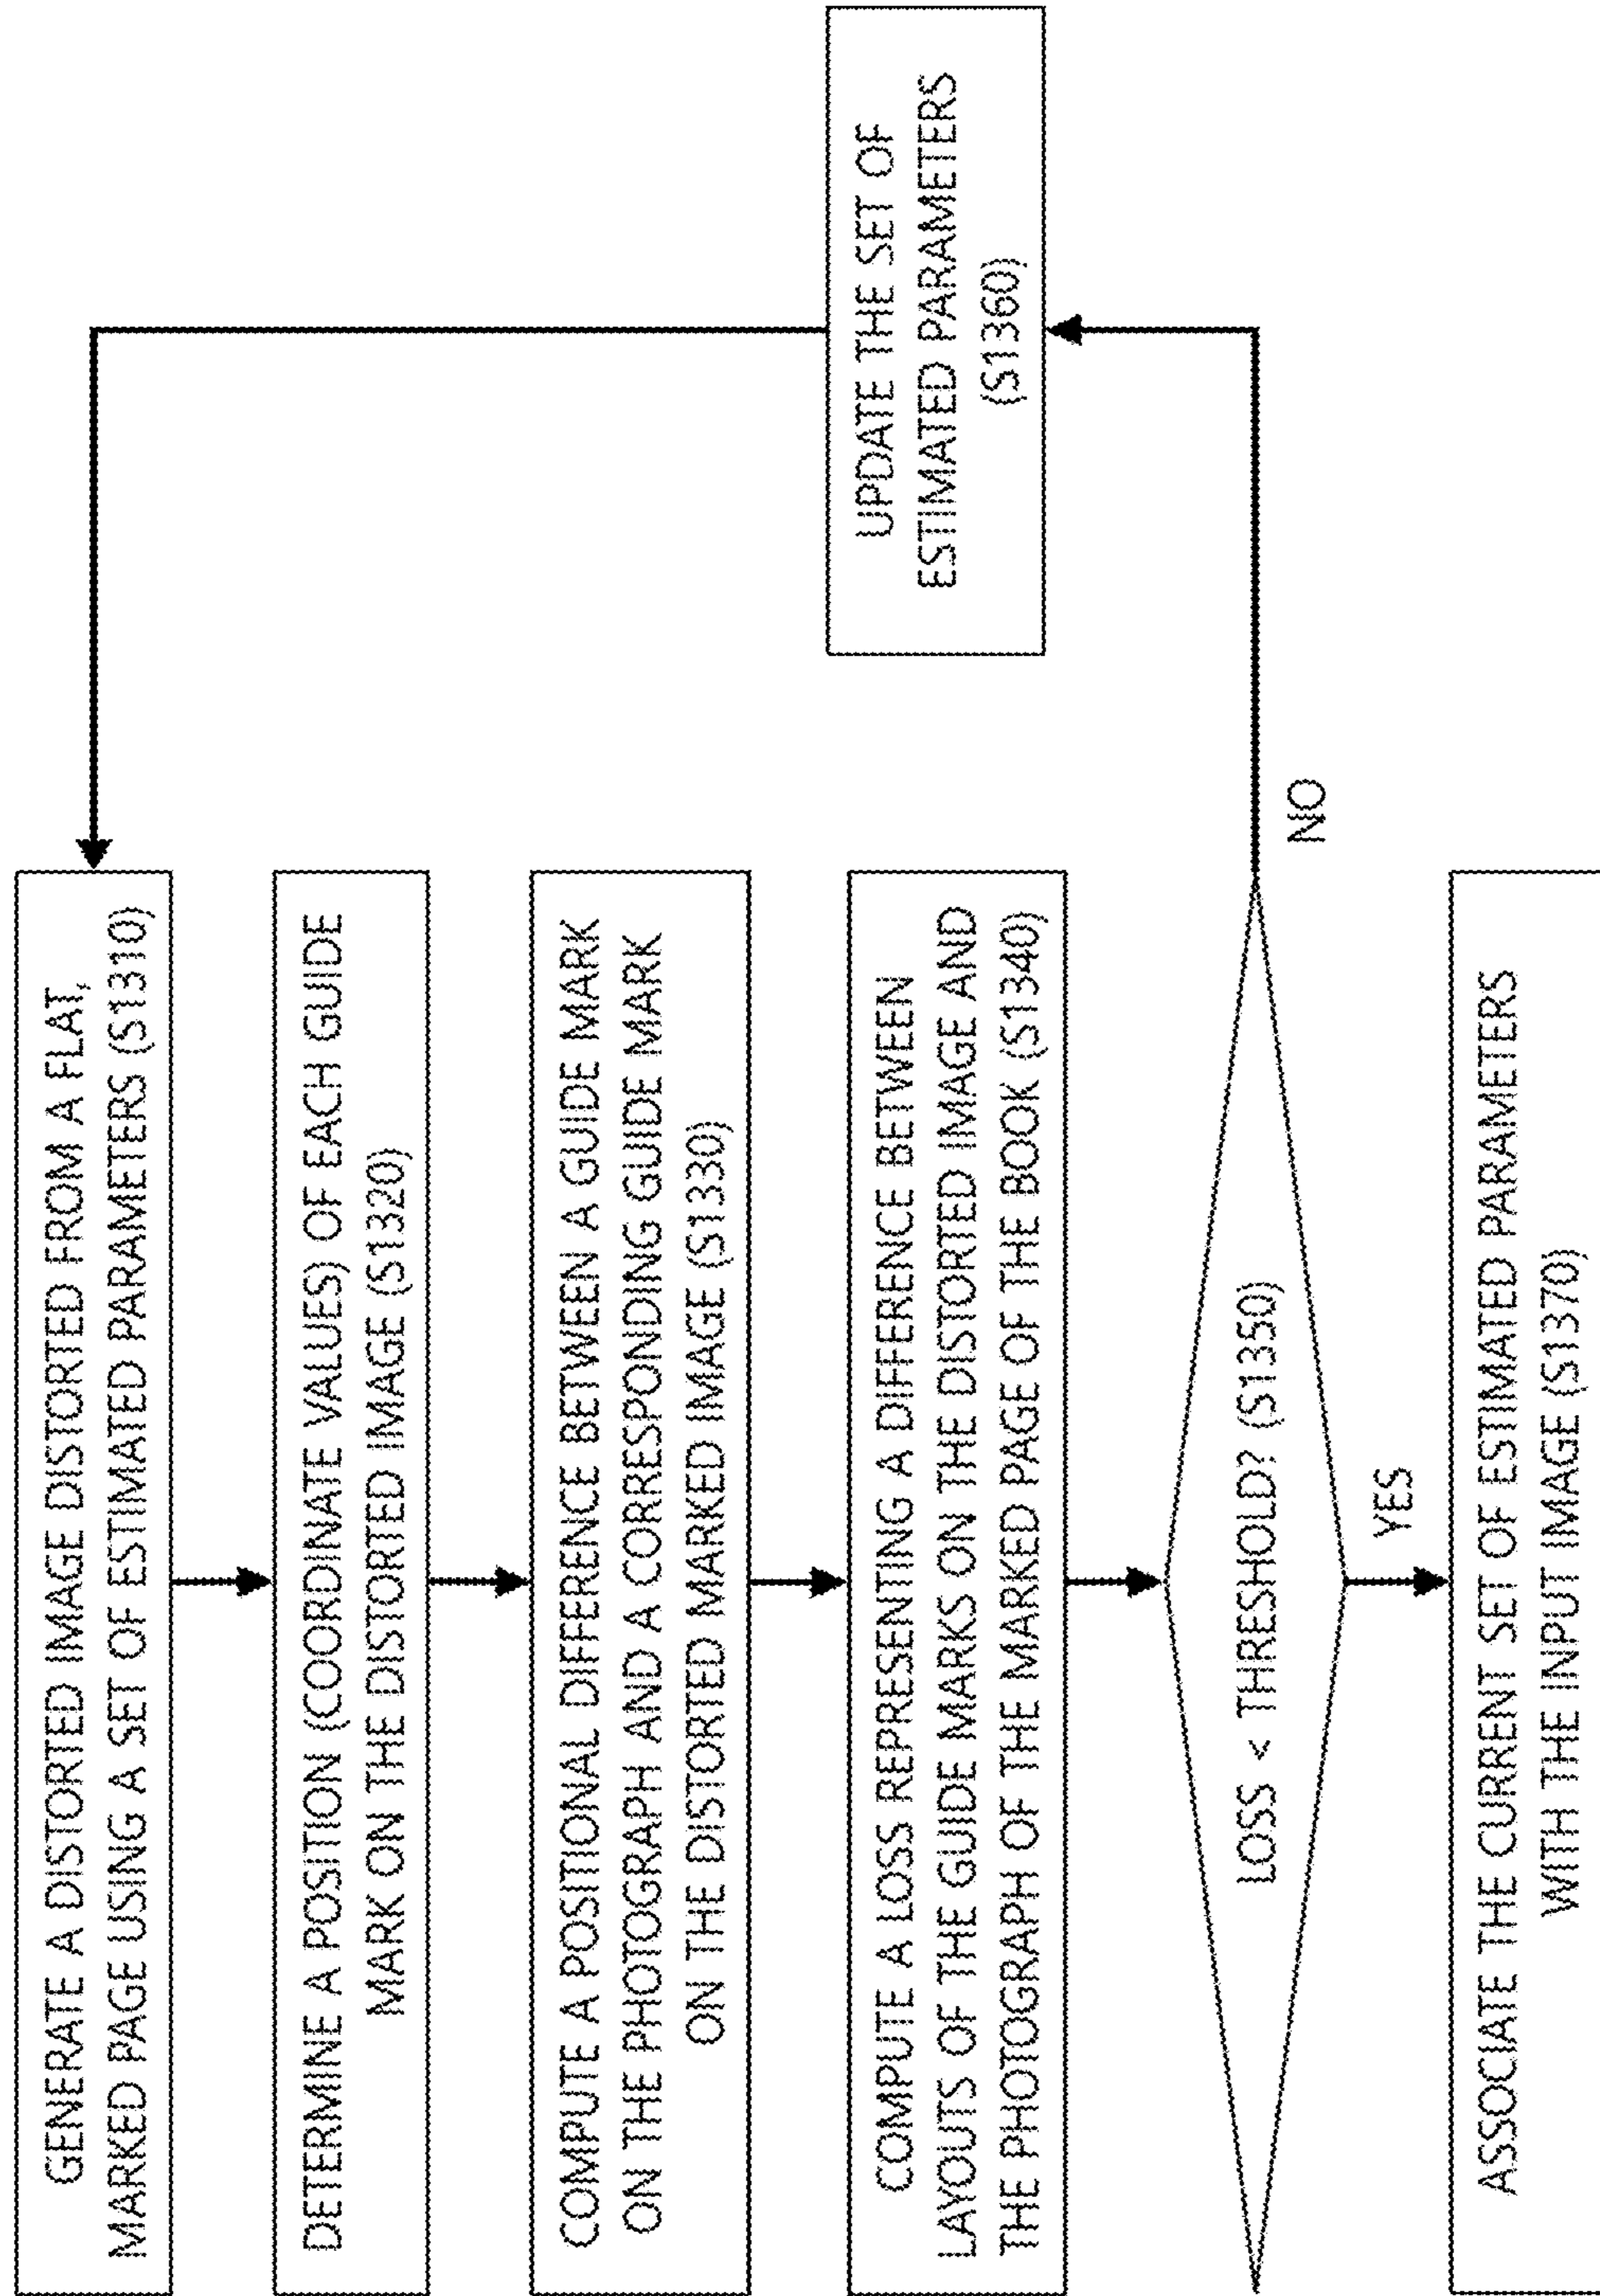 GENERATE A DISTORTED IMAGE DISTORTED FROM A FLAT,
MARKED PAGE USING A SET OF ESTIMATED PARAMETERS (S1310)
DETERMINE A POSITION (COORDINATE VALUES) OF EACH GUIDE
MARK ON THE DISTORTED IMAGE (S1320)
COMPUTE A POSITIONAL DIFFERENCE BETWEEN A GUIDE MARK
ON THE PHOTOGRAPH AND A CORRESPONDING GUIDE MARK
ON THE DISTORTED MARKED IMAGE (S1330)
COMPUTE A LOSS REPRESENTING A DIFFERENCE BETWEEN
LAYOUTS OF THE GUIDE MARKS ON THE DISTORTED IMAGE AND
THE PHOTOGRAPH OF THE MARKED PAGE OF THE BOOK (S1340)
LOSS < THRESHOLD? (S1350)
NO
UPDATE THE SET OF
ESTIMATED PARAMETERS
(S1360)
YES
ASSOCIATE THE CURRENT SET OF ESTIMATED PARAMETERS
WITH THE INPUT IMAGE (S1370)